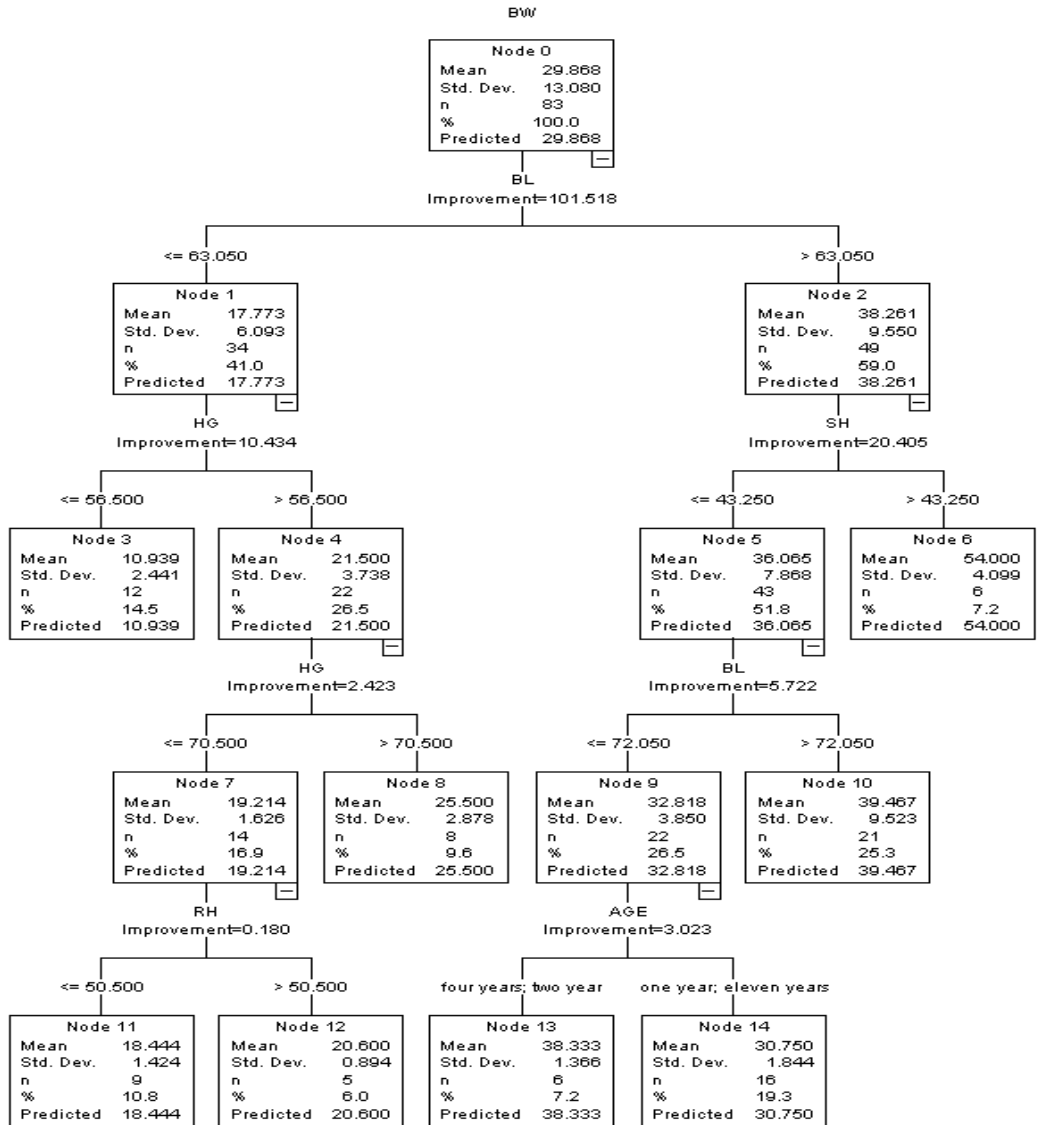 BW
Node 0
Mean 29.868
Std. Dev. 13.080
n 83
% 100.0
Predicted 29.868
BL
Improvement=101.518
<= 63.050
> 63.050
Node 1
Mean 17.773
Std. Dev. 6.093
n 34
% 41.0
Predicted 17.773
Node 2
Mean 38.261
Std. Dev. 9.550
n 49
% 59.0
Predicted 38.261
HG
Improvement=10.434
SH
Improvement=20.405
<= 56.500
> 56.500
<= 43.250
> 43.250
Node 3
Mean 10.939
Std. Dev. 2.441
n 12
% 14.5
Predicted 10.939
Node 4
Mean 21.500
Std. Dev. 3.738
n 22
% 26.5
Predicted 21.500
Node 5
Mean 36.065
Std. Dev. 7.868
n 43
% 51.8
Predicted 36.065
Node 6
Mean 54.000
Std. Dev. 4.099
n 6
% 7.2
Predicted 54.000
HG
Improvement=2.423
BL
Improvement=5.722
<= 70.500
> 70.500
<= 72.050
> 72.050
Node 7
Mean 19.214
Std. Dev. 1.626
n 14
% 16.9
Predicted 19.214
Node 8
Mean 25.500
Std. Dev. 2.878
n 8
% 9.6
Predicted 25.500
Node 9
Mean 32.818
Std. Dev. 3.850
n 22
% 26.5
Predicted 32.818
Node 10
Mean 39.467
Std. Dev. 9.523
n 21
% 25.3
Predicted 39.467
RH
Improvement=0.180
AGE
Improvement=3.023
<= 50.500
> 50.500
four years; two year
one year; eleven years
Node 11
Mean 18.444
Std. Dev. 1.424
n 9
% 10.8
Predicted 18.444
Node 12
Mean 20.600
Std. Dev. 0.894
n 5
% 6.0
Predicted 20.600
Node 13
Mean 38.333
Std. Dev. 1.366
n 6
% 7.2
Predicted 38.333
Node 14
Mean 30.750
Std. Dev. 1.844
n 16
% 19.3
Predicted 30.750